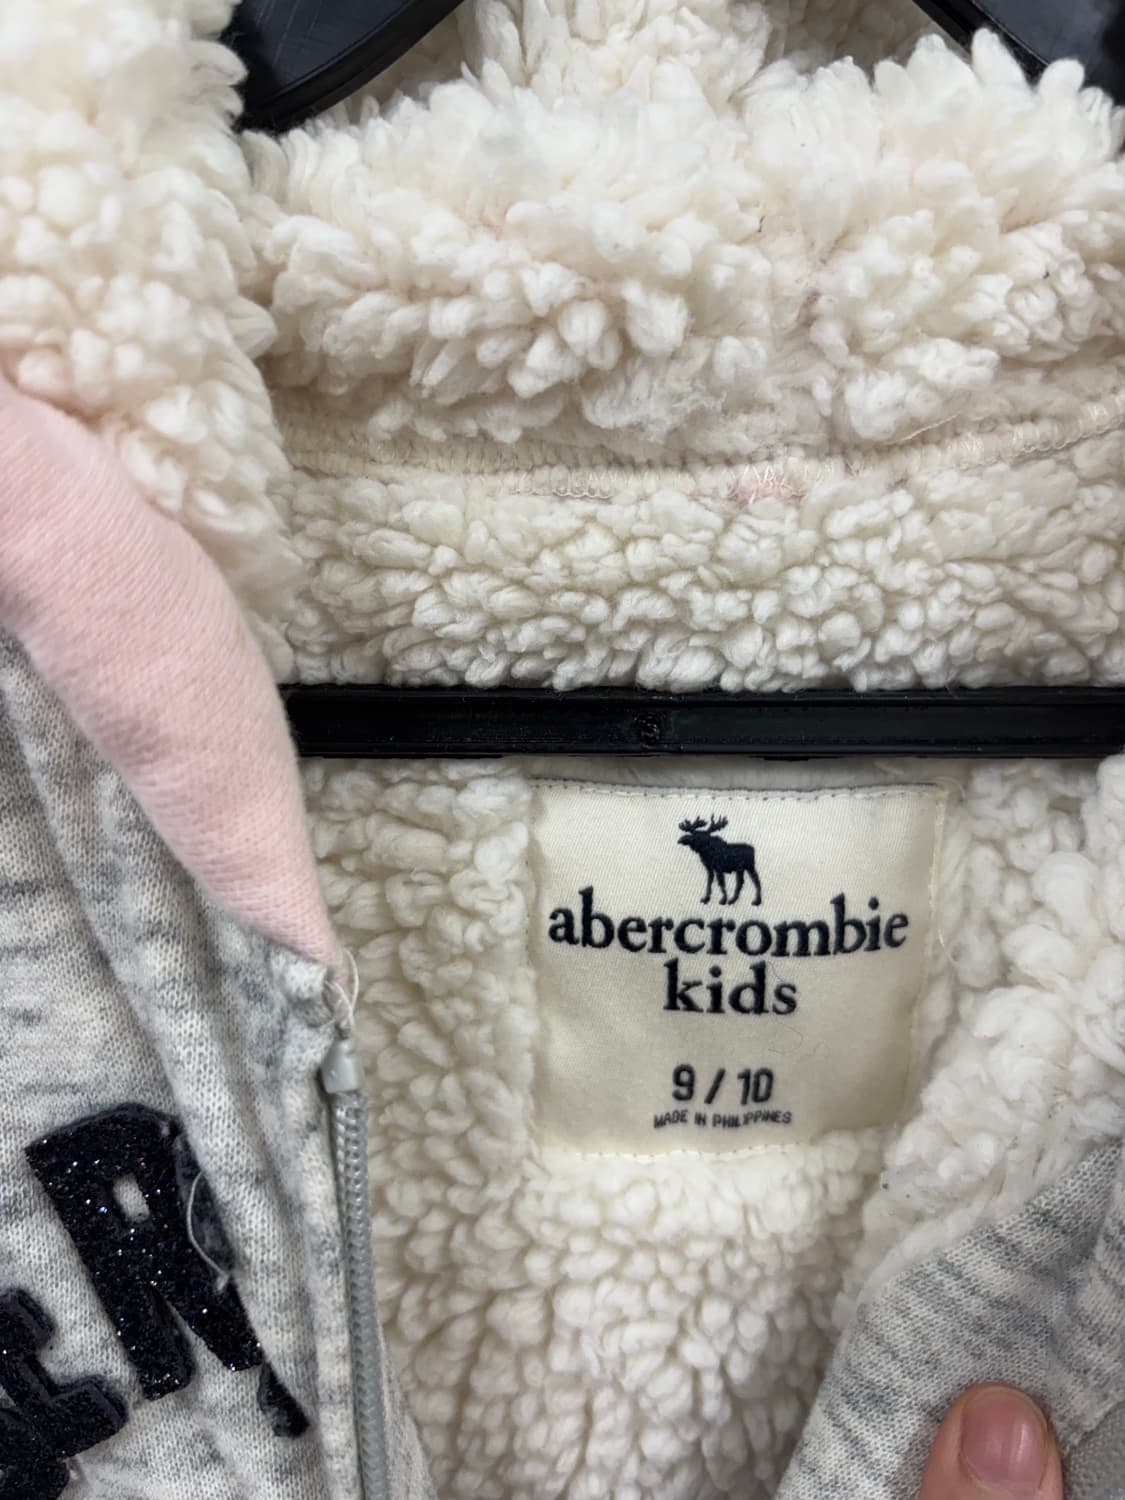 abercrombie
kids
9 / 10
MADE IN PHILIPPINES